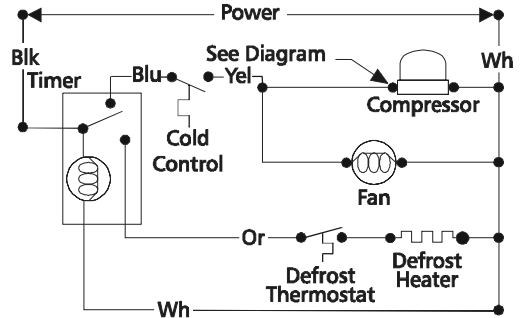 Power
Blk
Timer
Blu
Yel
See Diagram
Wh
Compressor
Cold
Control
Fan
Or
Defrost
Thermostat
Defrost
Heater
Wh